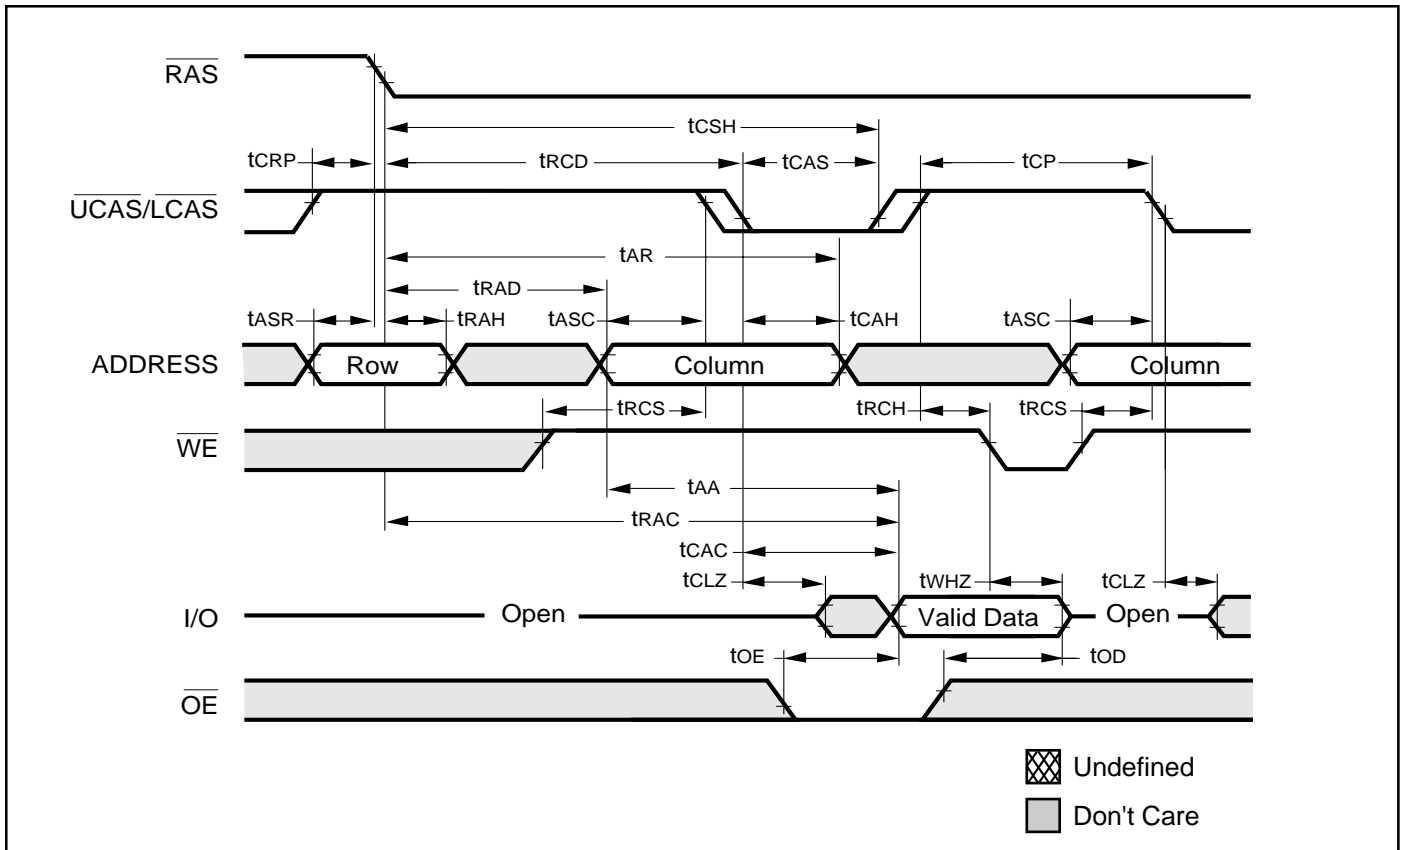 RAS
tCSH
tCRP
tRCD
tCAS
tCP
UCAS/LCAS
tAR
tRAD
tASR
tRAH
tASC
tCAH
tASC
ADDRESS
Row
Column
Column
tRCS
tRCH
tRCS
WE
tAA
tRAC
tCAC
tCLZ
tWHZ
tCLZ
I/O
Open
Valid Data
Open
tOE
tOD
OE
Undefined
Don't Care